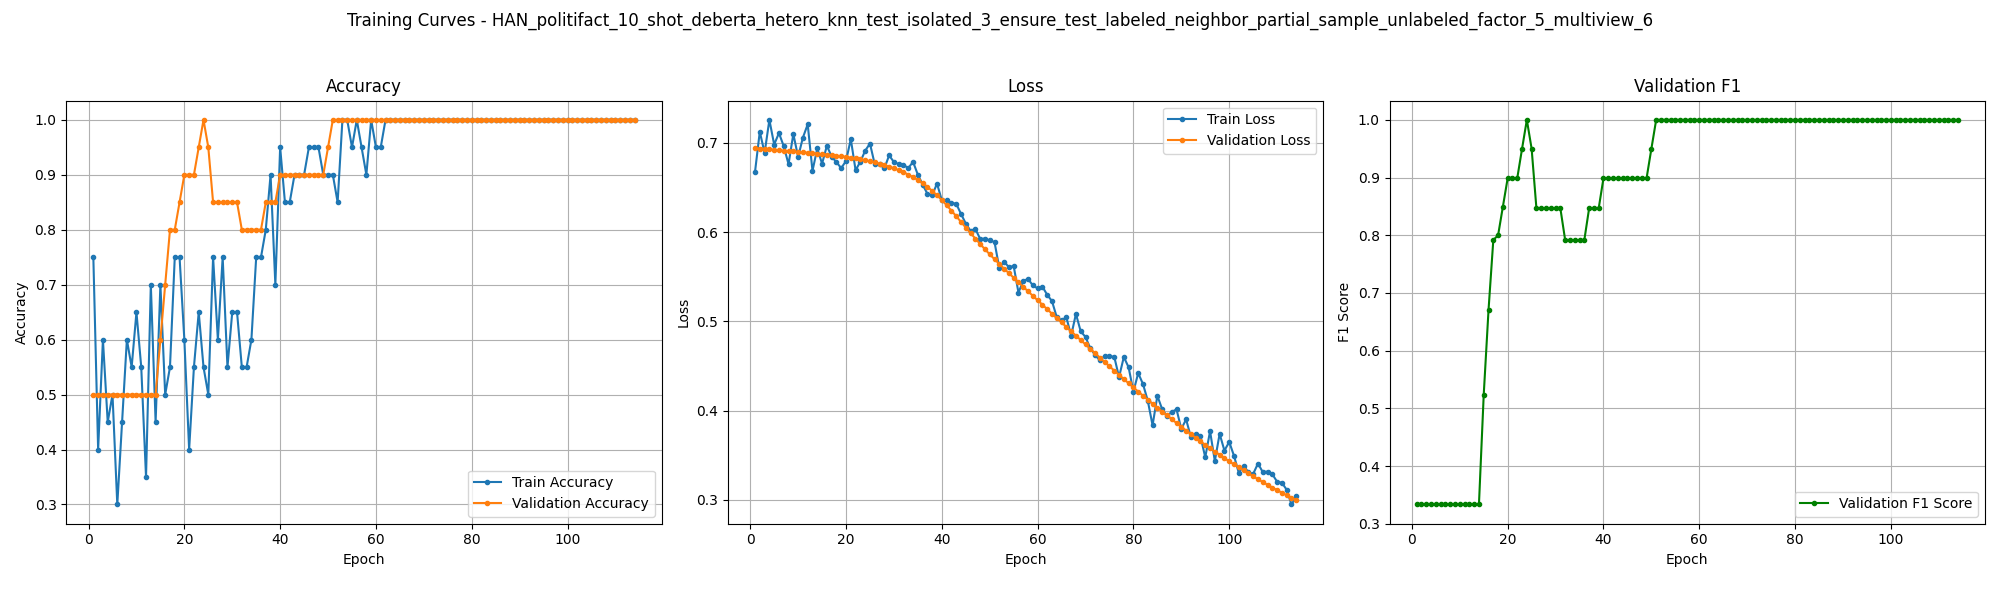 Training Curves - HAN_politifact_10_shot_deberta_hetero_knn_test_isolated_3_ensure_test_labeled_neighbor_partial_sample_unlabeled_factor_5_multiview_6
Accuracy
1.0
0.9
0.8
0.7
0.6
0.5
0.4
0.3
Accuracy
Train Accuracy
Validation Accuracy
0 20 40 60 80 100
Epoch
Loss
0.7
0.6
0.5
0.4
0.3
Loss
Train Loss
Validation Loss
0 20 40 60 80 100
Epoch
Validation F1
1.0
0.9
0.8
0.7
0.6
0.5
0.4
0.3
F1 Score
Validation F1 Score
0 20 40 60 80 100
Epoch